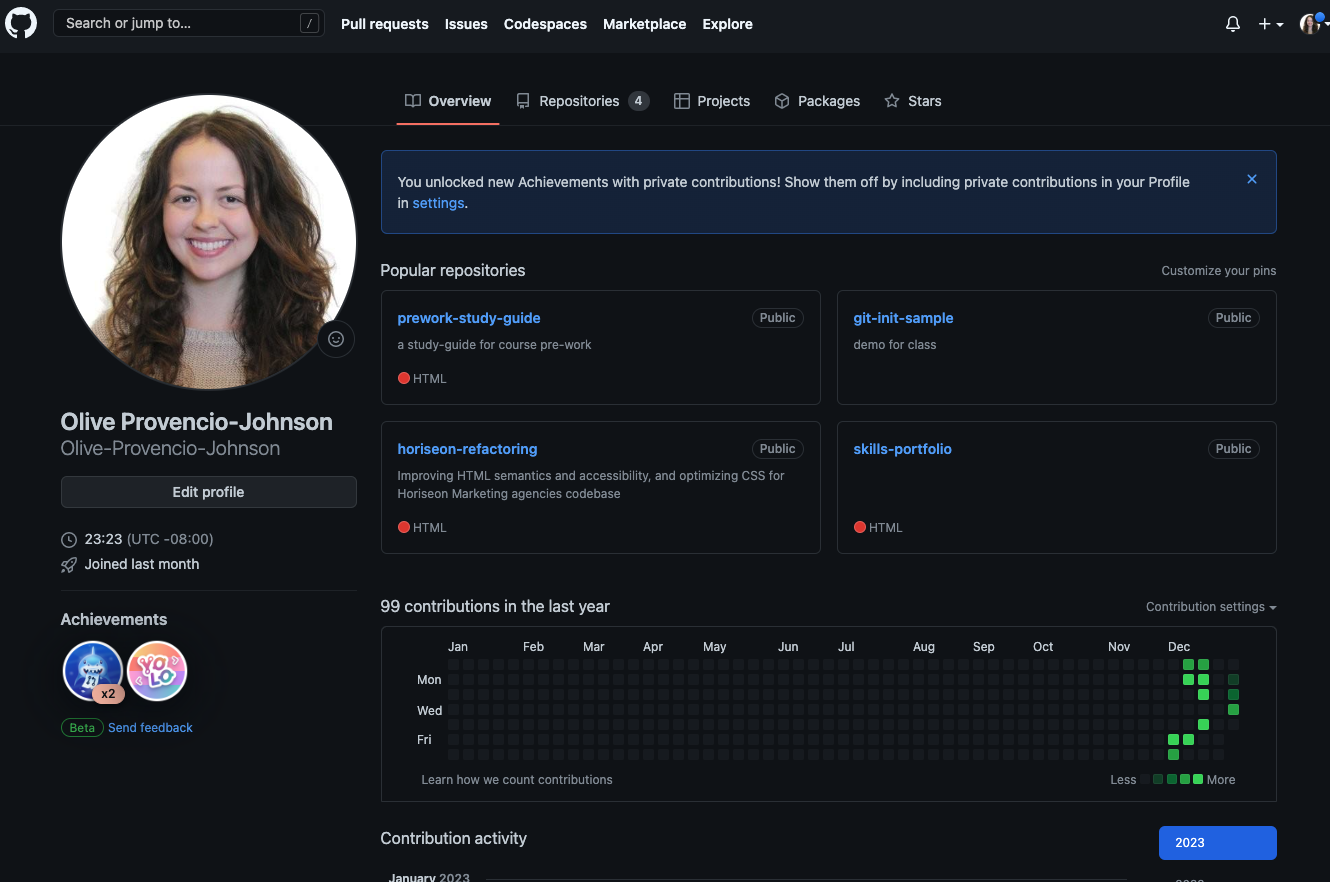 Search or jump to... /
Pull requests Issues Codespaces Marketplace Explore
Overview Repositories 4 Projects Packages Stars
You unlocked new Achievements with private contributions! Show them off by including private contributions in your Profile
in settings.
Popular repositories
Customize your pins
prework-study-guide Public
a study-guide for course pre-work
HTML
git-init-sample Public
demo for class
horiseon-refactoring Public
Improving HTML semantics and accessibility, and optimizing CSS for
Horiseon Marketing agencies codebase
HTML
skills-portfolio Public
HTML
Olive Provencio-Johnson
Olive-Provencio-Johnson
Edit profile
23:23 (UTC -08:00)
Joined last month
Achievements
YOLO
x2
Beta Send feedback
99 contributions in the last year
Contribution settings
Jan Feb Mar Apr May Jun Jul Aug Sep Oct Nov Dec
Mon
Wed
Fri
Learn how we count contributions
Less More
Contribution activity
2023
January 2023